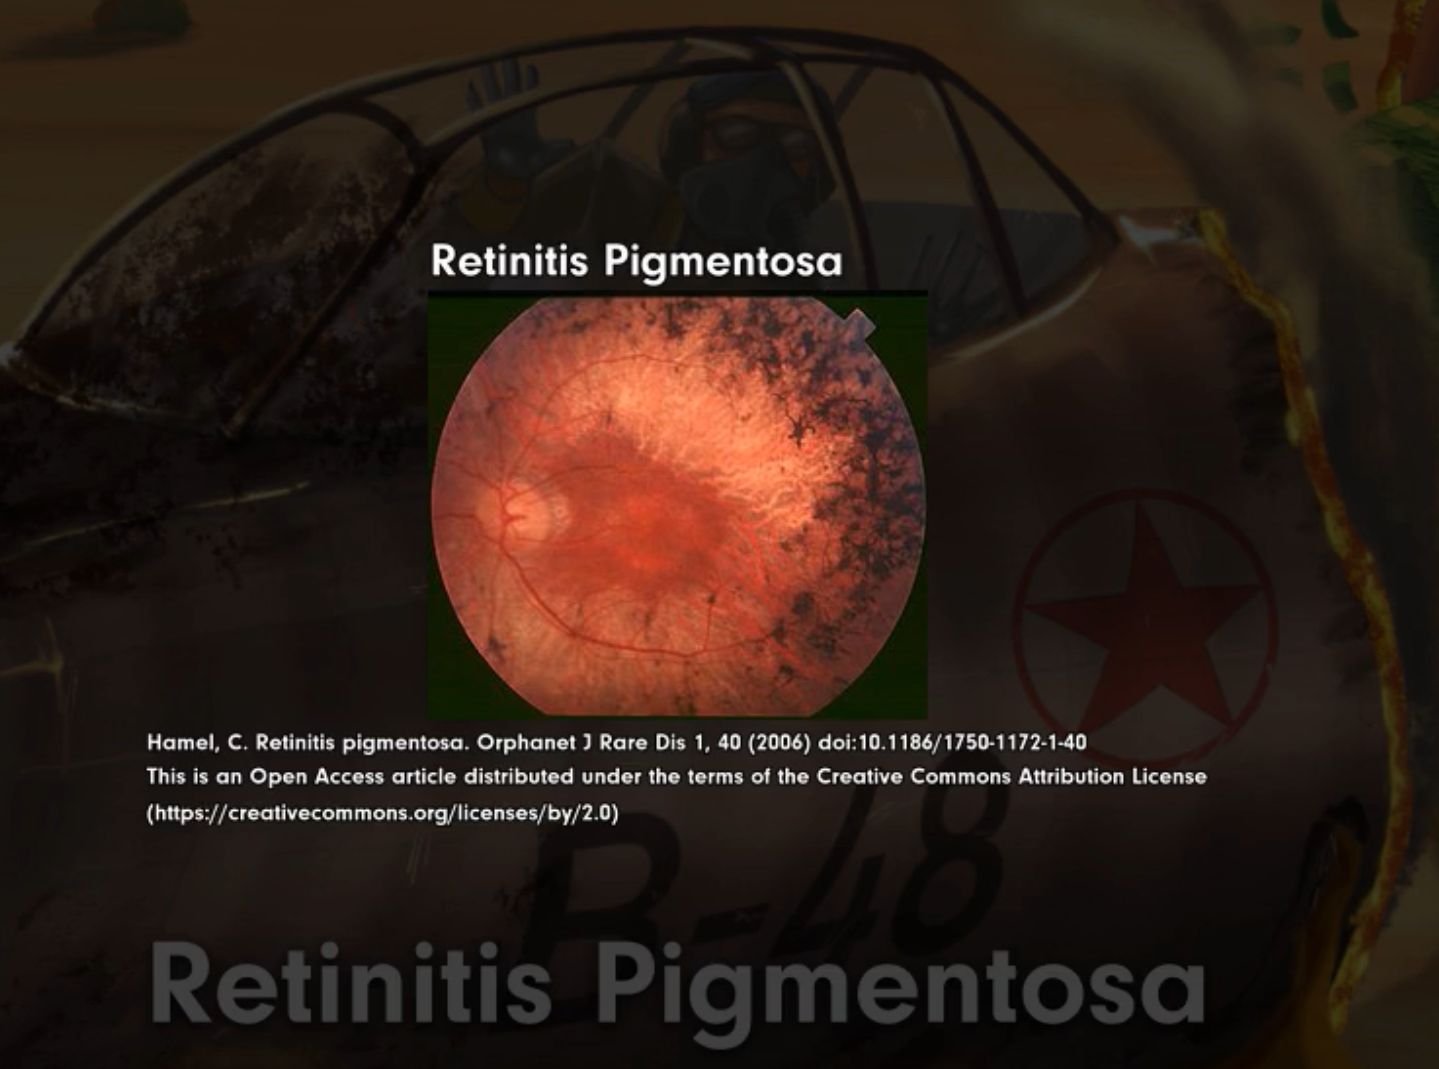 Retinitis Pigmentosa
Hamel, C. Retinitis pigmentosa. Orphanet J Rare Dis 1, 40 (2006) doi:10.1186/1750-1172-1-40
This is an Open Access article distributed under the terms of the Creative Commons Attribution License
(https://creativecommons.org/licenses/by/2.0)
B-48
Retinitis Pigmentosa